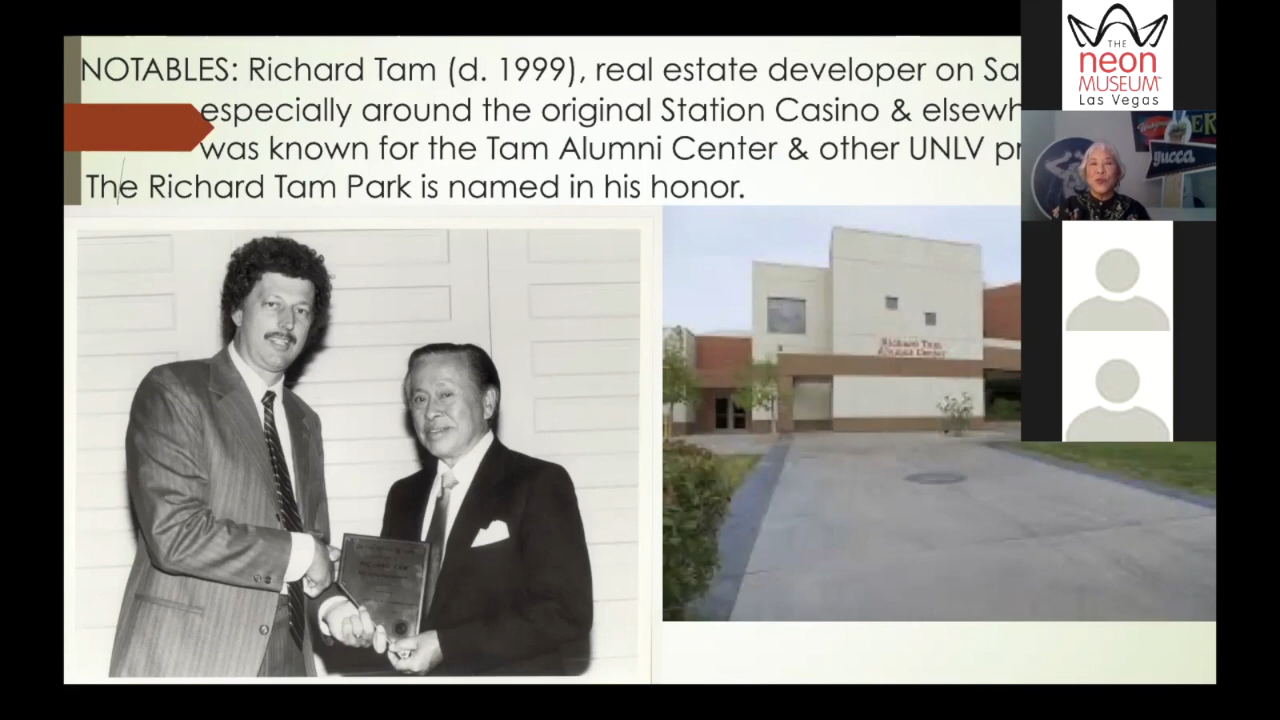 NOTABLES: Richard Tam (d. 1999), real estate developer on Sa
especially around the original Station Casino & elsewh
was known for the Tam Alumni Center & other UNLV pr
The Richard Tam Park is named in his honor.
THE
neon
MUSEUM
Las Vegas
yucca
Richard Tam
Alumni Center
RICHARD TAM